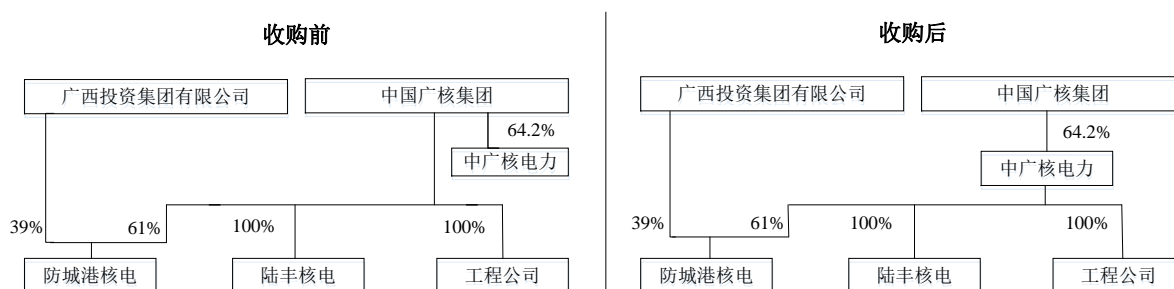 收购前
广西投资集团有限公司
中国广核集团
64.2%
中广核电力
39%
61%
100%
100%
防城港核电
陆丰核电
工程公司
收购后
广西投资集团有限公司
中国广核集团
64.2%
中广核电力
39%
61%
100%
100%
防城港核电
陆丰核电
工程公司